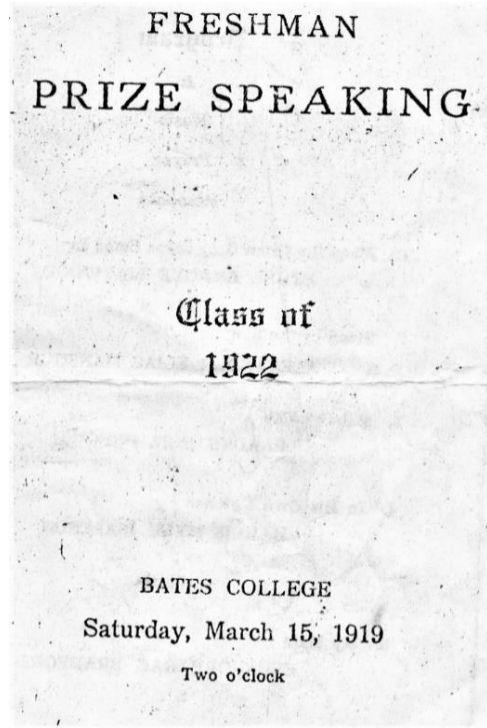 FRESHMAN
PRIZE SPEAKING
Class of
1922
BATES COLLEGE
Saturday, March 15, 1919
Two o'clock